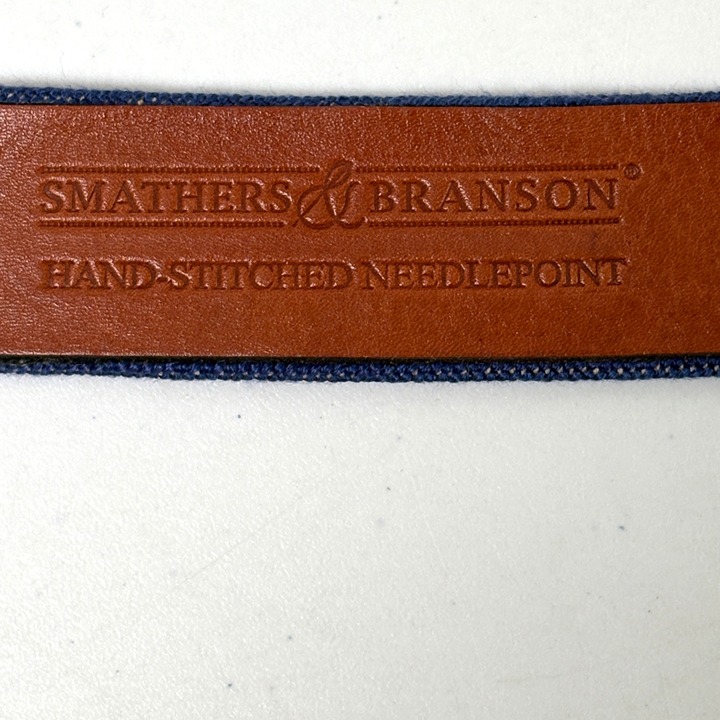 SMATHERS & BRANSON®
HAND-STITCHED NEEDLEPOINT